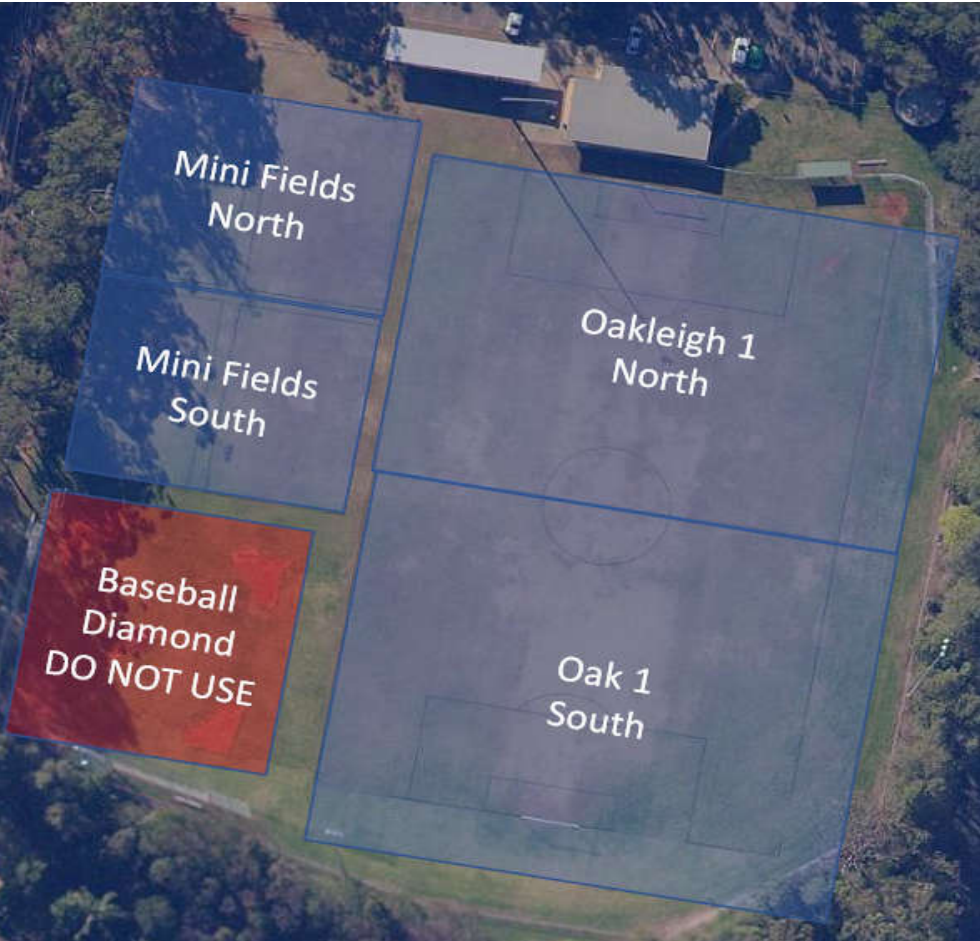 Mini Fields
North
Oakleigh 1
North
Mini Fields
South
Baseball
Diamond
DO NOT USE
Oak 1
South